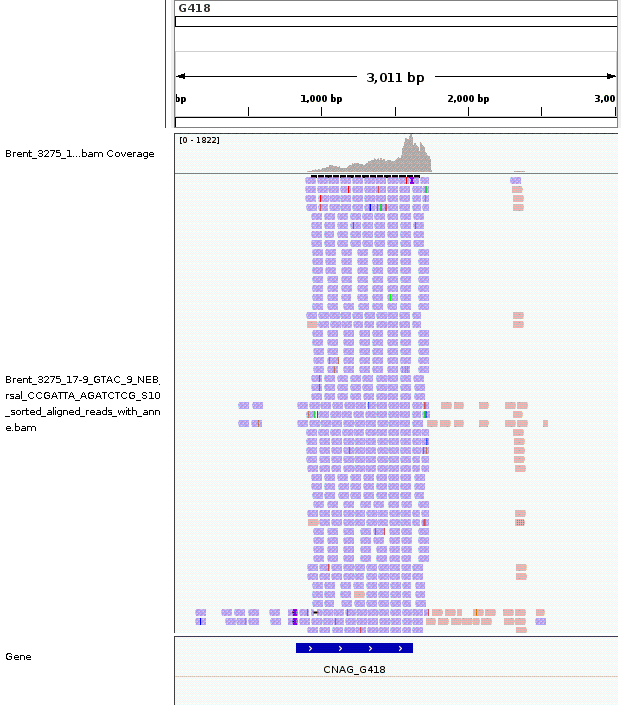 G418
3,011 bp
bp
1,000 bp
2,000 bp
3,00
[0 - 1822]
Brent_3275_1...bam Coverage
Brent_3275_17-9_GTAC_9_NEB_
rsal_CCGATTA_AGATCTCG_S10
_sorted_aligned_reads_with_ann
e.bam
Gene
CNAG_G418